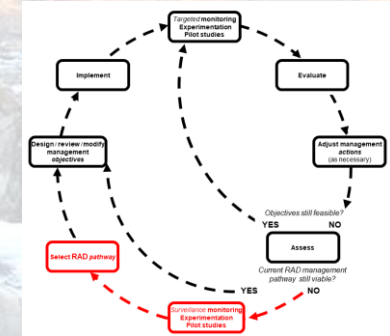 Targeted monitoring
Experimentation
Pilot studies
Implement
Evaluate
Design / review / modify
management
objectives
Adjust management
actions
(as necessary)
Objectives still feasible?
YES
NO
Assess
Select RAD pathway
Current RAD management
pathway still viable?
YES
NO
Surveillance monitoring
Experimentation
Pilot studies